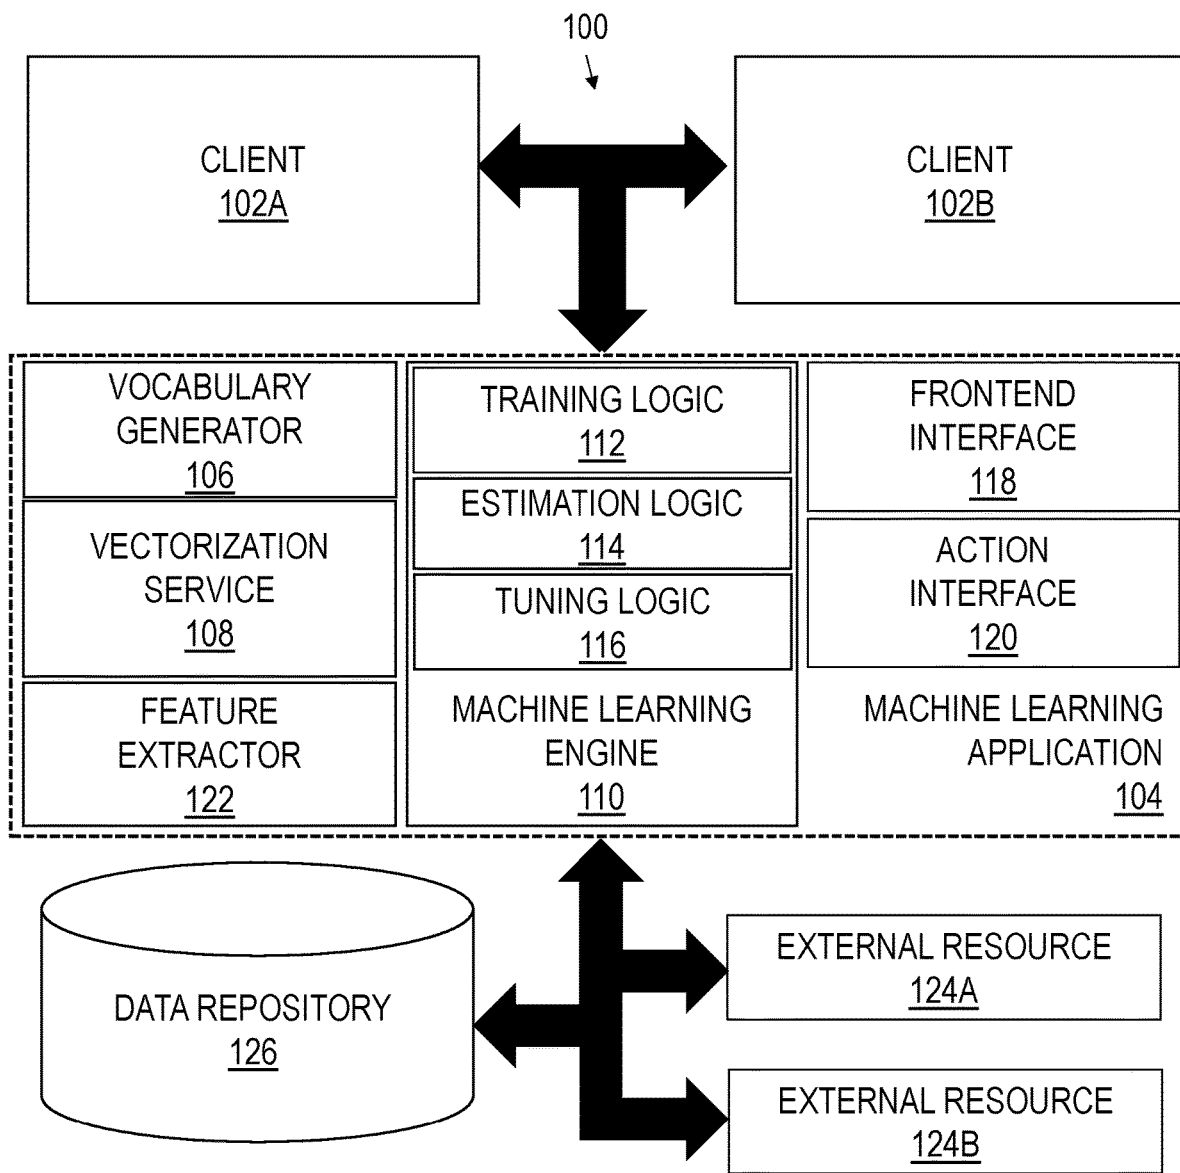 100
CLIENT
102A
CLIENT
102B
VOCABULARY
GENERATOR
106
VECTORIZATION
SERVICE
108
FEATURE
EXTRACTOR
122
TRAINING LOGIC
112
ESTIMATION LOGIC
114
TUNING LOGIC
116
MACHINE LEARNING
ENGINE
110
FRONTEND
INTERFACE
118
ACTION
INTERFACE
120
MACHINE LEARNING
APPLICATION
104
DATA REPOSITORY
126
EXTERNAL RESOURCE
124A
EXTERNAL RESOURCE
124B